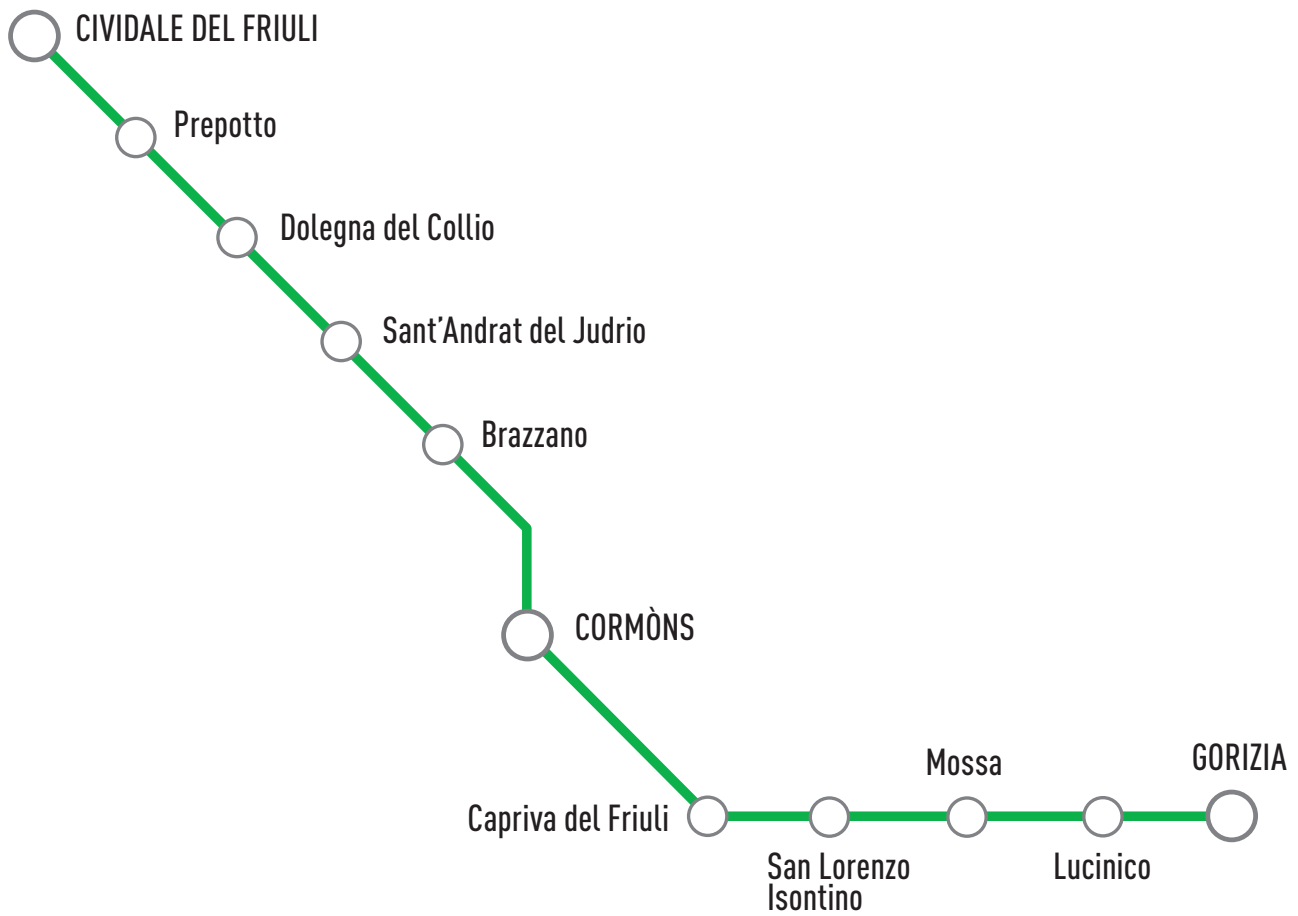 CIVIDALE DEL FRIULI
Prepotto
Dolegna del Collio
Sant'Andrat del Judrio
Brazzano
CORMÒNS
Mossa
GORIZIA
Capriva del Friuli
San Lorenzo
Isontino
Lucinico